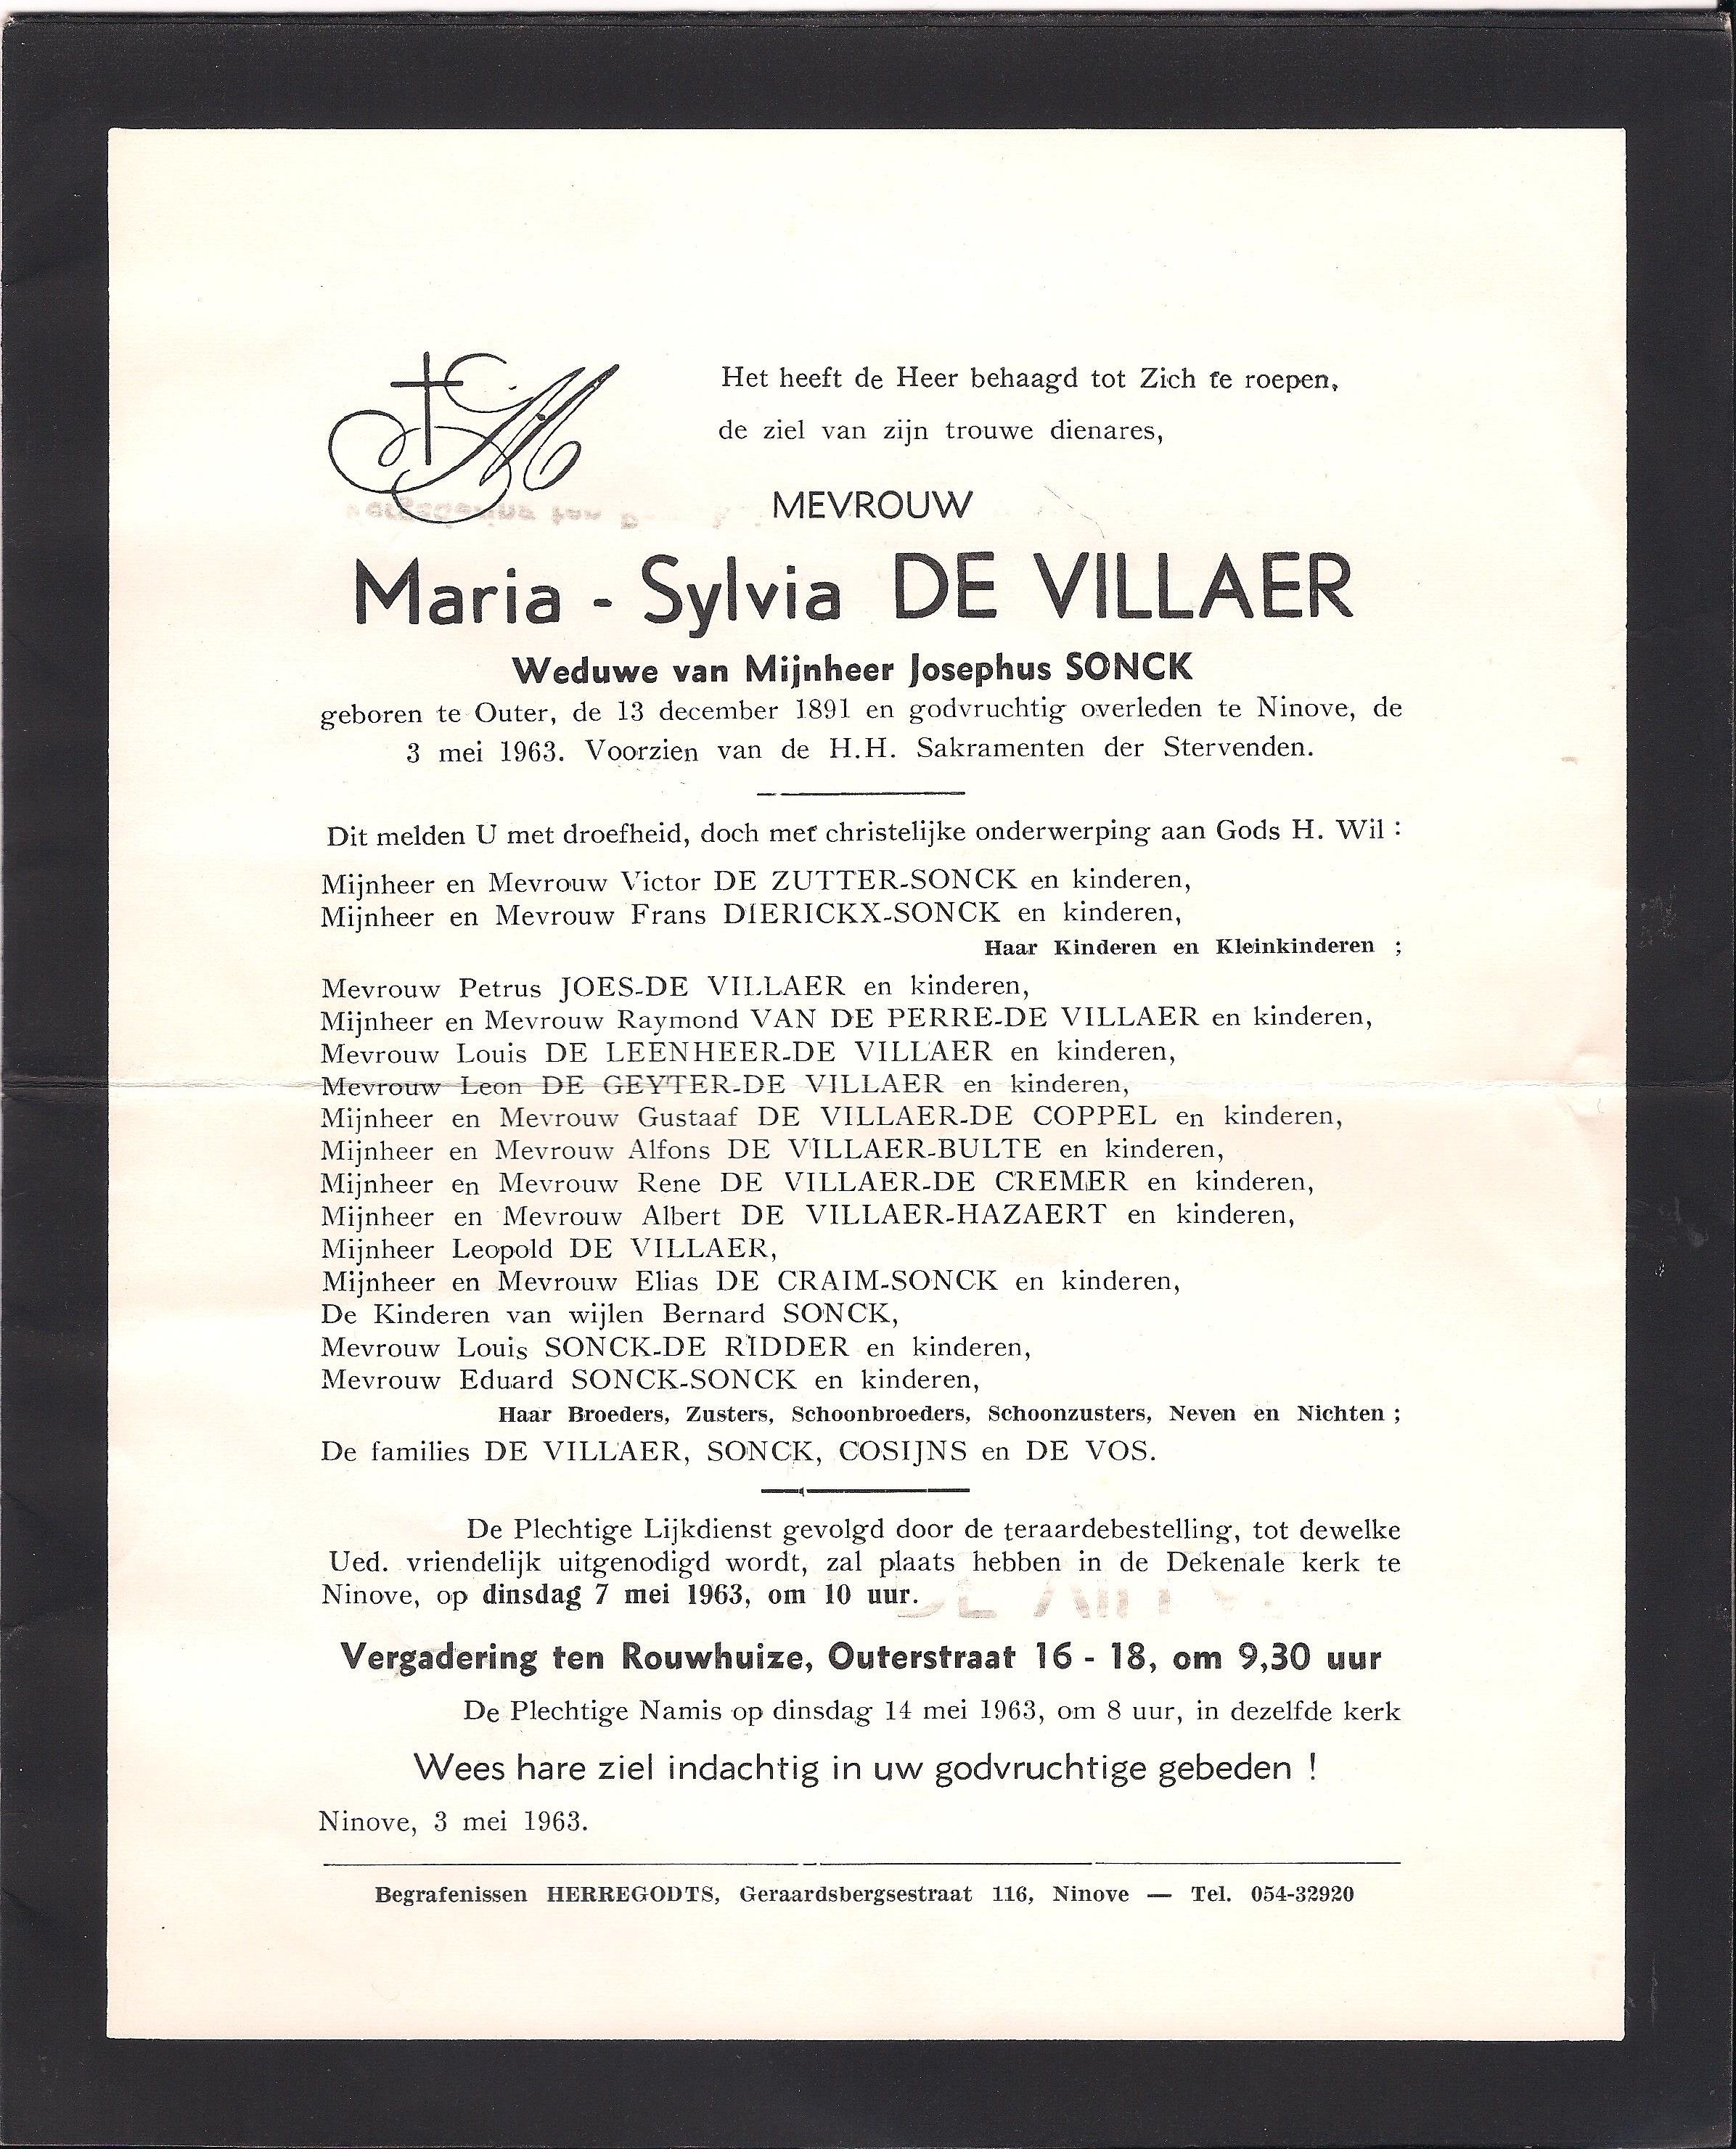 Het heeft de Heer behaagd tot Zich te roepen,
de ziel van zijn trouwe dienares,
MEVROUW
Maria - Sylvia DE VILLAER
Weduwe van Mijnheer Josephus SONCK
geboren te Outer, de 13 december 1891 en godvruchtig overleden te Ninove, de
3 mei 1963. Voorzien van de H.H. Sakramenten der Stervenden.
Dit melden U met droefheid, doch met christelijke onderwerping aan Gods H. Wil :
Mijnheer en Mevrouw Victor DE ZUTTER-SONCK en kinderen,
Mijnheer en Mevrouw Frans DIERICKX-SONCK en kinderen,
Haar Kinderen en Kleinkinderen ;
Mevrouw Petrus JOES-DE VILLAER en kinderen,
Mijnheer en Mevrouw Raymond VAN DE PERRE-DE VILLAER en kinderen,
Mevrouw Louis DE LEENHEER-DE VILLAER en kinderen,
Mevrouw Leon DE GEYTER-DE VILLAER en kinderen,
Mijnheer en Mevrouw Gustaaf DE VILLAER-DE COPPEL en kinderen,
Mijnheer en Mevrouw Alfons DE VILLAER-BULTE en kinderen,
Mijnheer en Mevrouw Rene DE VILLAER-DE CREMER en kinderen,
Mijnheer en Mevrouw Albert DE VILLAER-HAZAERT en kinderen,
Mijnheer Leopold DE VILLAER,
Mijnheer en Mevrouw Elias DE CRAIM-SONCK en kinderen,
De Kinderen van wijlen Bernard SONCK,
Mevrouw Louis SONCK-DE RIDDER en kinderen,
Mevrouw Eduard SONCK-SONCK en kinderen,
Haar Broeders, Zusters, Schoonbroeders, Schoonzusters, Neven en Nichten ;
De families DE VILLAER, SONCK, COSIJNS en DE VOS.
De Plechtige Lijkdienst gevolgd door de teraardebestelling, tot dewelke
Ued. vriendelijk uitgenodigd wordt, zal plaats hebben in de Dekenale kerk te
Ninove, op dinsdag 7 mei 1963, om 10 uur.
Vergadering ten Rouwhuize, Outerstraat 16 - 18, om 9,30 uur
De Plechtige Namis op dinsdag 14 mei 1963, om 8 uur, in dezelfde kerk
Wees hare ziel indachtig in uw godvruchtige gebeden !
Ninove, 3 mei 1963.
Begrafenissen HERREGODTS, Geraardsbergsestraat 116, Ninove — Tel. 054-32920